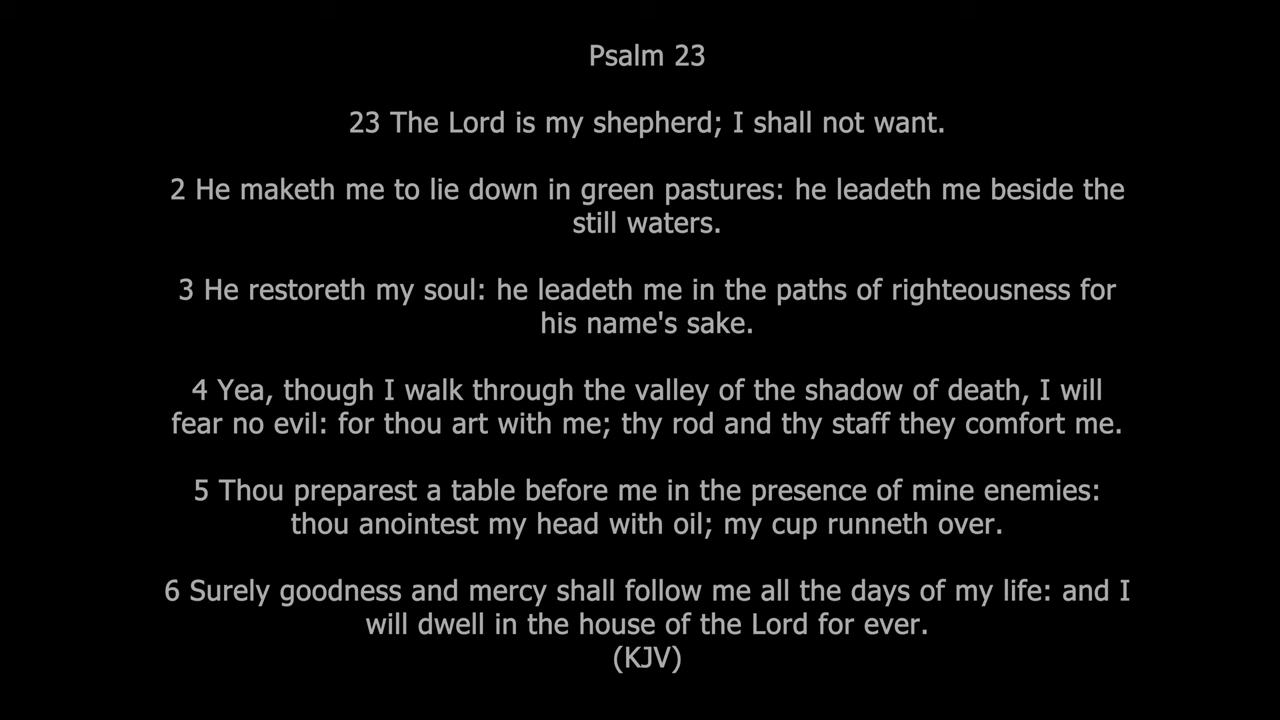 Psalm 23
23 The Lord is my shepherd; I shall not want.
2 He maketh me to lie down in green pastures: he leadeth me beside the
still waters.
3 He restoreth my soul: he leadeth me in the paths of righteousness for
his name's sake.
4 Yea, though I walk through the valley of the shadow of death, I will
fear no evil: for thou art with me; thy rod and thy staff they comfort me.
5 Thou preparest a table before me in the presence of mine enemies:
thou anointest my head with oil; my cup runneth over.
6 Surely goodness and mercy shall follow me all the days of my life: and I
will dwell in the house of the Lord for ever.
(KJV)